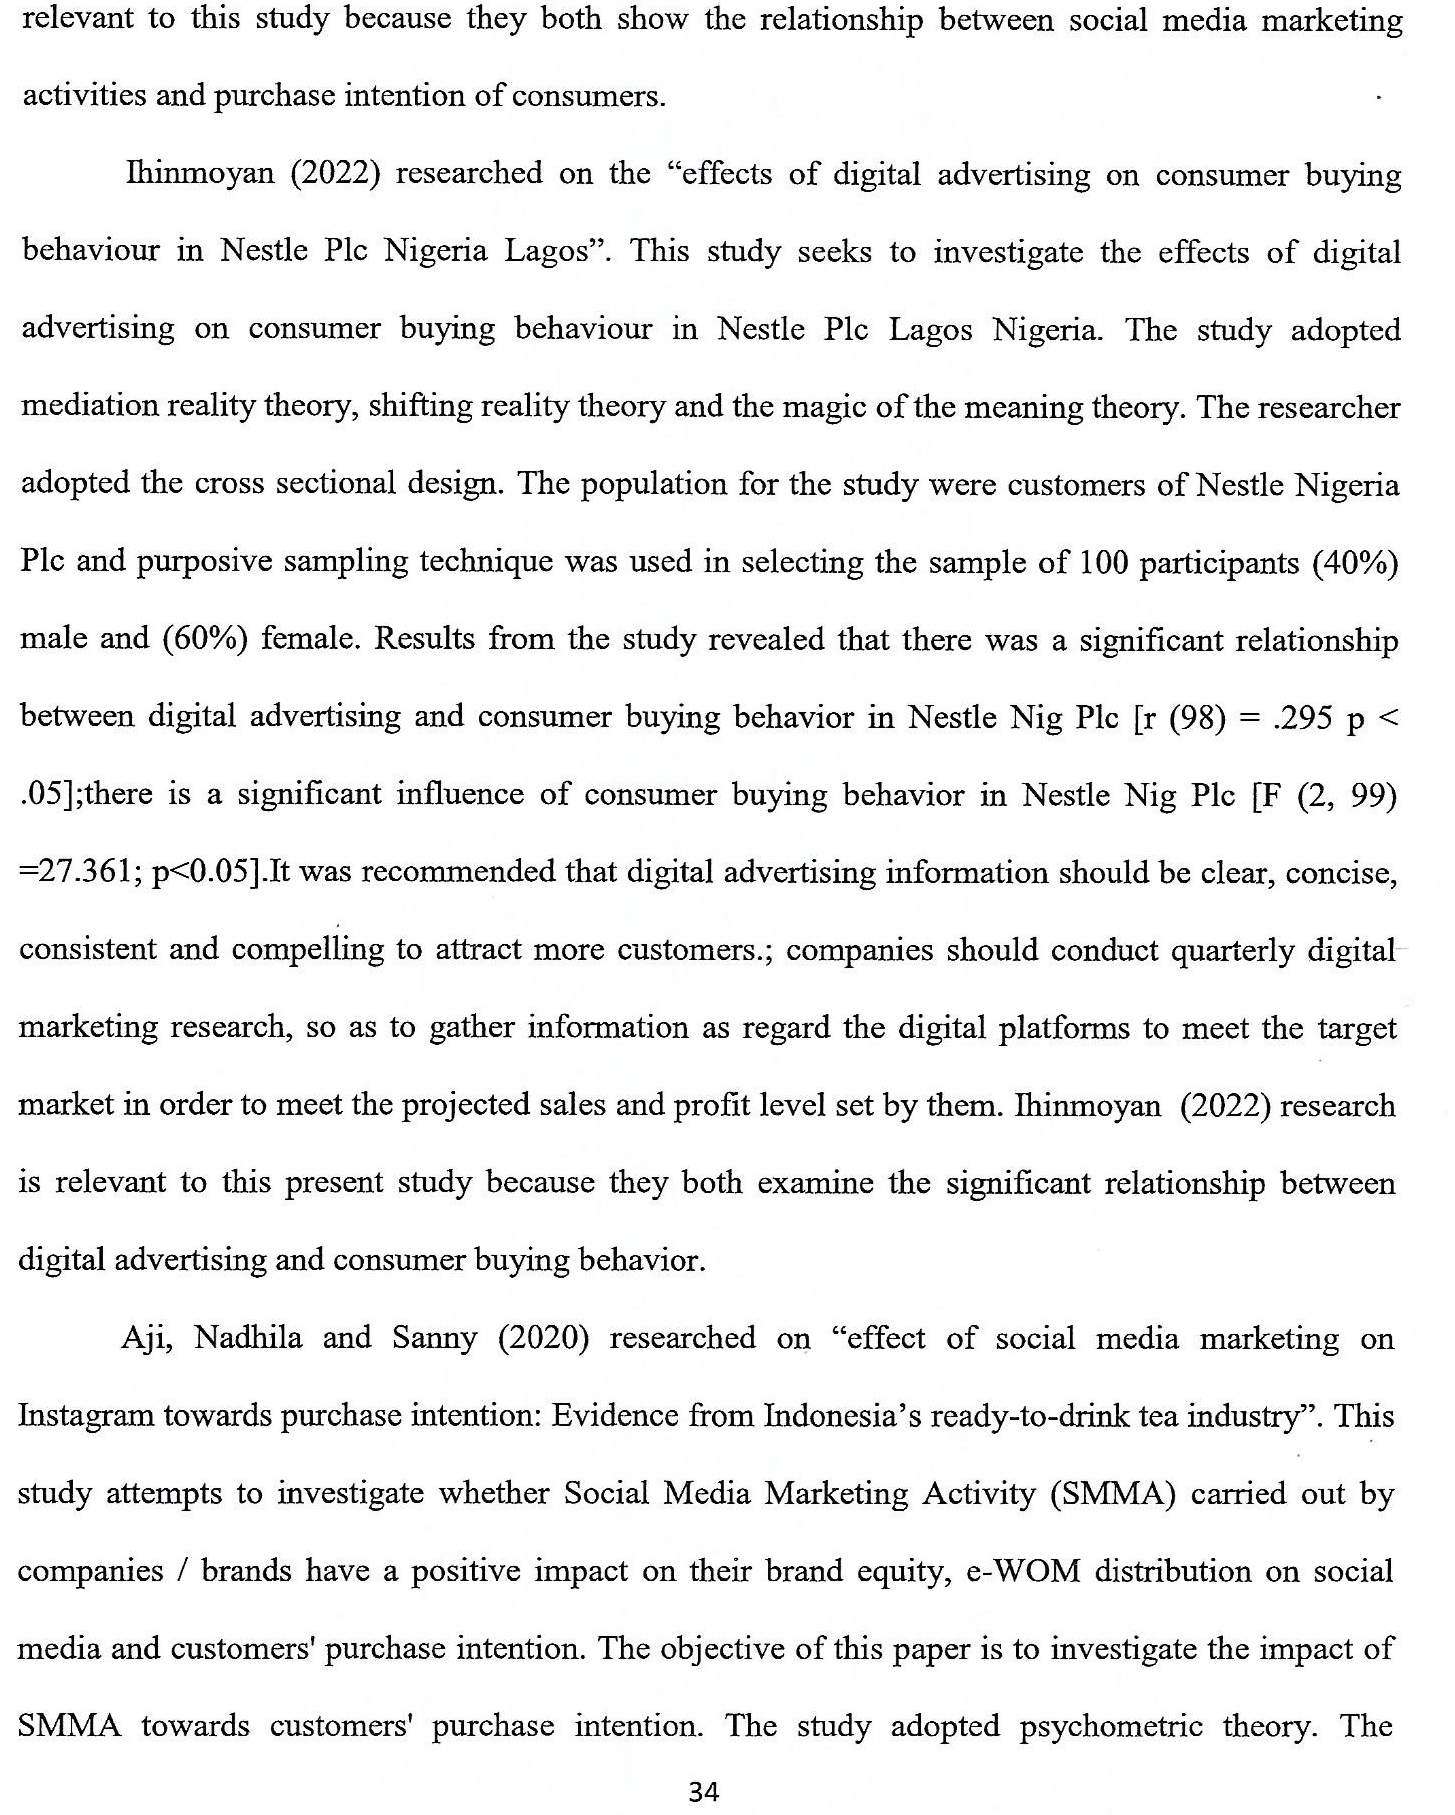 relevant to this study because they both show the relationship between social media marketing
activities and purchase intention of consumers.
Ihinmoyan (2022) researched on the “effects of digital advertising on consumer buying
behaviour in Nestle Plc Nigeria Lagos”. This study seeks to investigate the effects of digital
advertising on consumer buying behaviour in Nestle Plc Lagos Nigeria. The study adopted
mediation reality theory, shifting reality theory and the magic of the meaning theory. The researcher
adopted the cross sectional design. The population for the study were customers of Nestle Nigeria
Plc and purposive sampling technique was used in selecting the sample of 100 participants (40%)
male and (60%) female. Results from the study revealed that there was a significant relationship
between digital advertising and consumer buying behavior in Nestle Nig Plc [r (98) = .295 p <
.05];there is a significant influence of consumer buying behavior in Nestle Nig Plc [F (2, 99)
=27.361; p<0.05].It was recommended that digital advertising information should be clear, concise,
consistent and compelling to attract more customers.; companies should conduct quarterly digital
marketing research, so as to gather information as regard the digital platforms to meet the target
market in order to meet the projected sales and profit level set by them. Ihinmoyan (2022) research
is relevant to this present study because they both examine the significant relationship between
digital advertising and consumer buying behavior.
Aji, Nadhila and Sanny (2020) researched on “effect of social media marketing on
Instagram towards purchase intention: Evidence from Indonesia’s ready-to-drink tea industry”. This
study attempts to investigate whether Social Media Marketing Activity (SMMA) carried out by
companies / brands have a positive impact on their brand equity, e-WOM distribution on social
media and customers' purchase intention. The objective of this paper is to investigate the impact of
SMMA towards customers' purchase intention. The study adopted psychometric theory. The
34